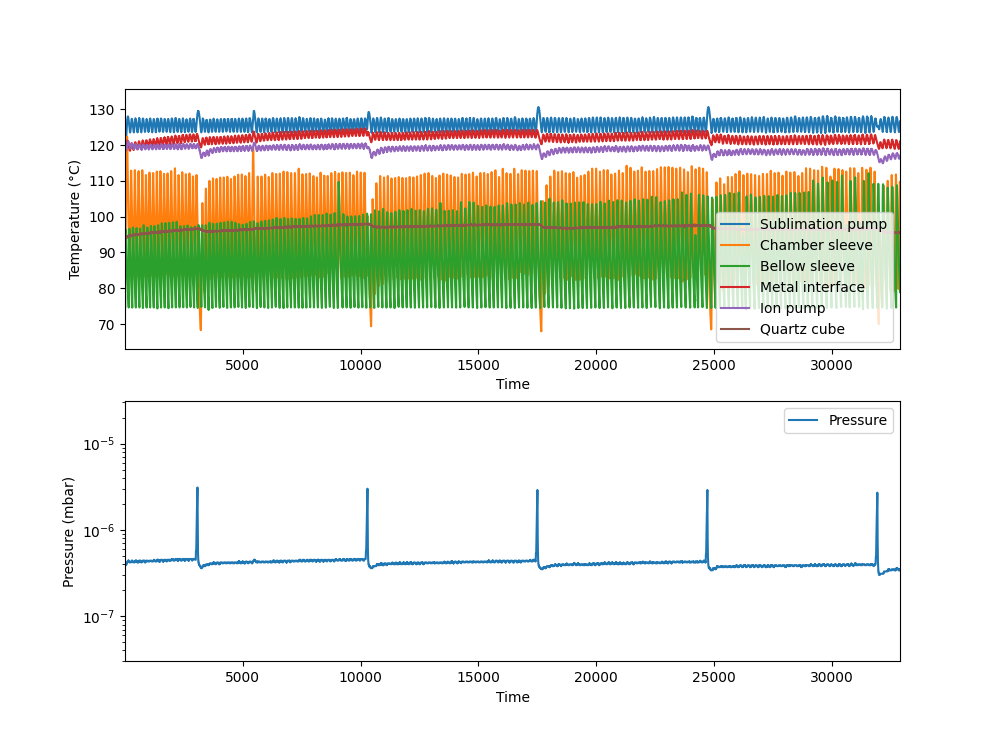 130
120
110
100
90
80
70
Temperature (°C)
5000 10000 15000 20000 25000 30000
Time
Sublimation pump
Chamber sleeve
Bellow sleeve
Metal interface
Ion pump
Quartz cube
10⁻⁵
10⁻⁶
10⁻⁷
Pressure (mbar)
5000 10000 15000 20000 25000 30000
Time
Pressure